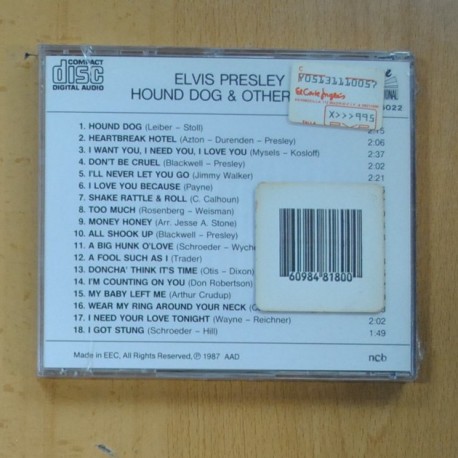 COMPACT
disc
DIGITAL AUDIO
ELVIS PRESLEY
HOUND DOG & OTHER
El Corte Inglés
X>>>995
5022
1. HOUND DOG (Leiber – Stoll)
2. HEARTBREAK HOTEL (Azton – Durenden – Presley) 2:06
3. I WANT YOU, I NEED YOU, I LOVE YOU (Mysels – Kosloff) 2:37
4. DON'T BE CRUEL (Blackwell – Presley) 2:02
5. I'LL NEVER LET YOU GO (Jimmy Walker) 2:21
6. I LOVE YOU BECAUSE (Payne)
7. SHAKE RATTLE & ROLL (C. Calhoun)
8. TOO MUCH (Rosenberg – Weisman)
9. MONEY HONEY (Arr. Jesse A. Stone)
10. ALL SHOOK UP (Blackwell – Presley)
11. A BIG HUNK O'LOVE (Schroeder – Wyche
12. A FOOL SUCH AS I (Trader)
13. DONCHA' THINK IT'S TIME (Otis – Dixon)
14. I'M COUNTING ON YOU (Don Robertson)
15. MY BABY LEFT ME (Arthur Crudup)
16. WEAR MY RING AROUND YOUR NECK
17. I NEED YOUR LOVE TONIGHT (Wayne – Reichner) 2:02
18. I GOT STUNG (Schroeder – Hill) 1:49
60984 81800
Made in EEC, All Rights Reserved, ℗ 1987 AAD
ncb